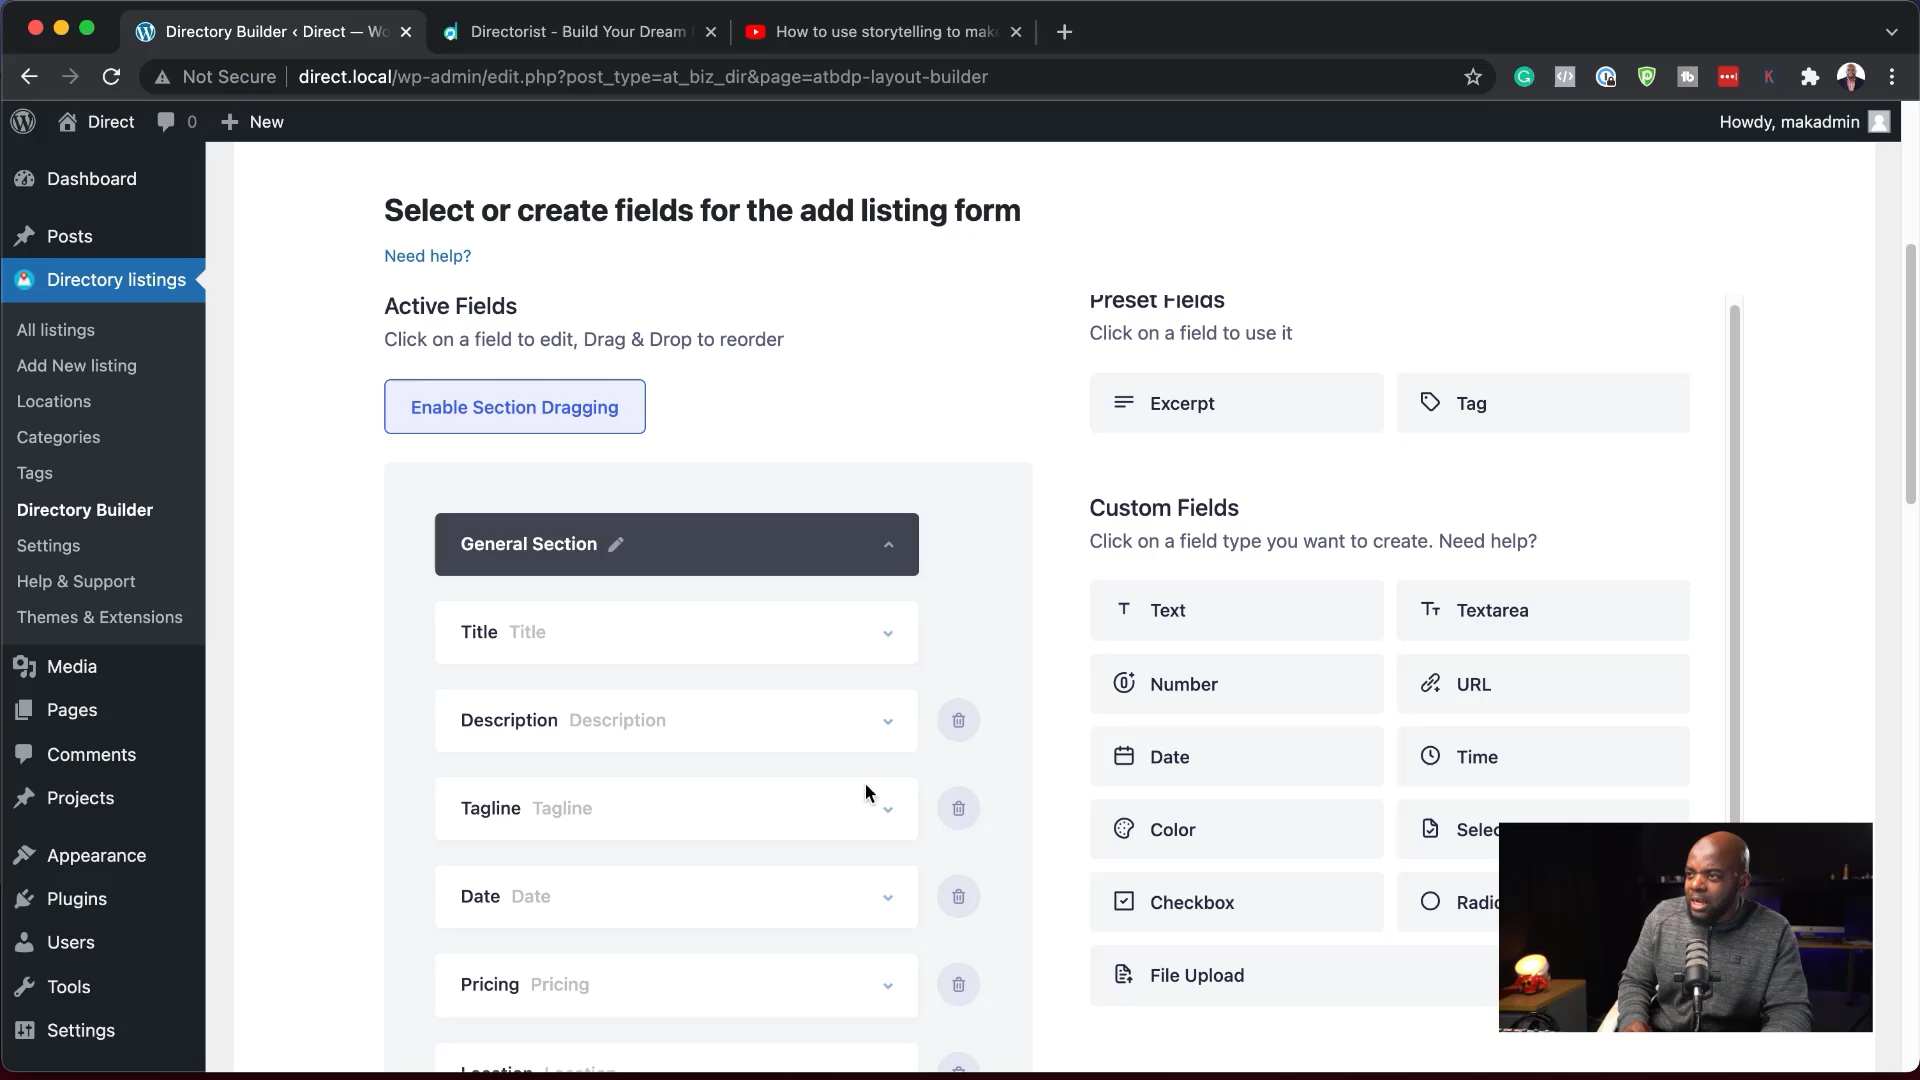 Directory Builder ‹ Direct — Wo
Directorist - Build Your Dream
How to use storytelling to mak
Not Secure
direct.local/wp-admin/edit.php?post_type=at_biz_dir&page=atbdp-layout-builder
Direct
0
New
Howdy, makadmin
Dashboard
Posts
Directory listings
All listings
Add New listing
Locations
Categories
Tags
Directory Builder
Settings
Help & Support
Themes & Extensions
Media
Pages
Comments
Projects
Appearance
Plugins
Users
Tools
Settings
Select or create fields for the add listing form
Need help?
Active Fields
Click on a field to edit, Drag & Drop to reorder
Enable Section Dragging
General Section
Title Title
Description Description
Tagline Tagline
Date Date
Pricing Pricing
Location Location
Preset Fields
Click on a field to use it
Excerpt
Tag
Custom Fields
Click on a field type you want to create. Need help?
Text
Textarea
Number
URL
Date
Time
Color
Selec
Checkbox
Radio
File Upload